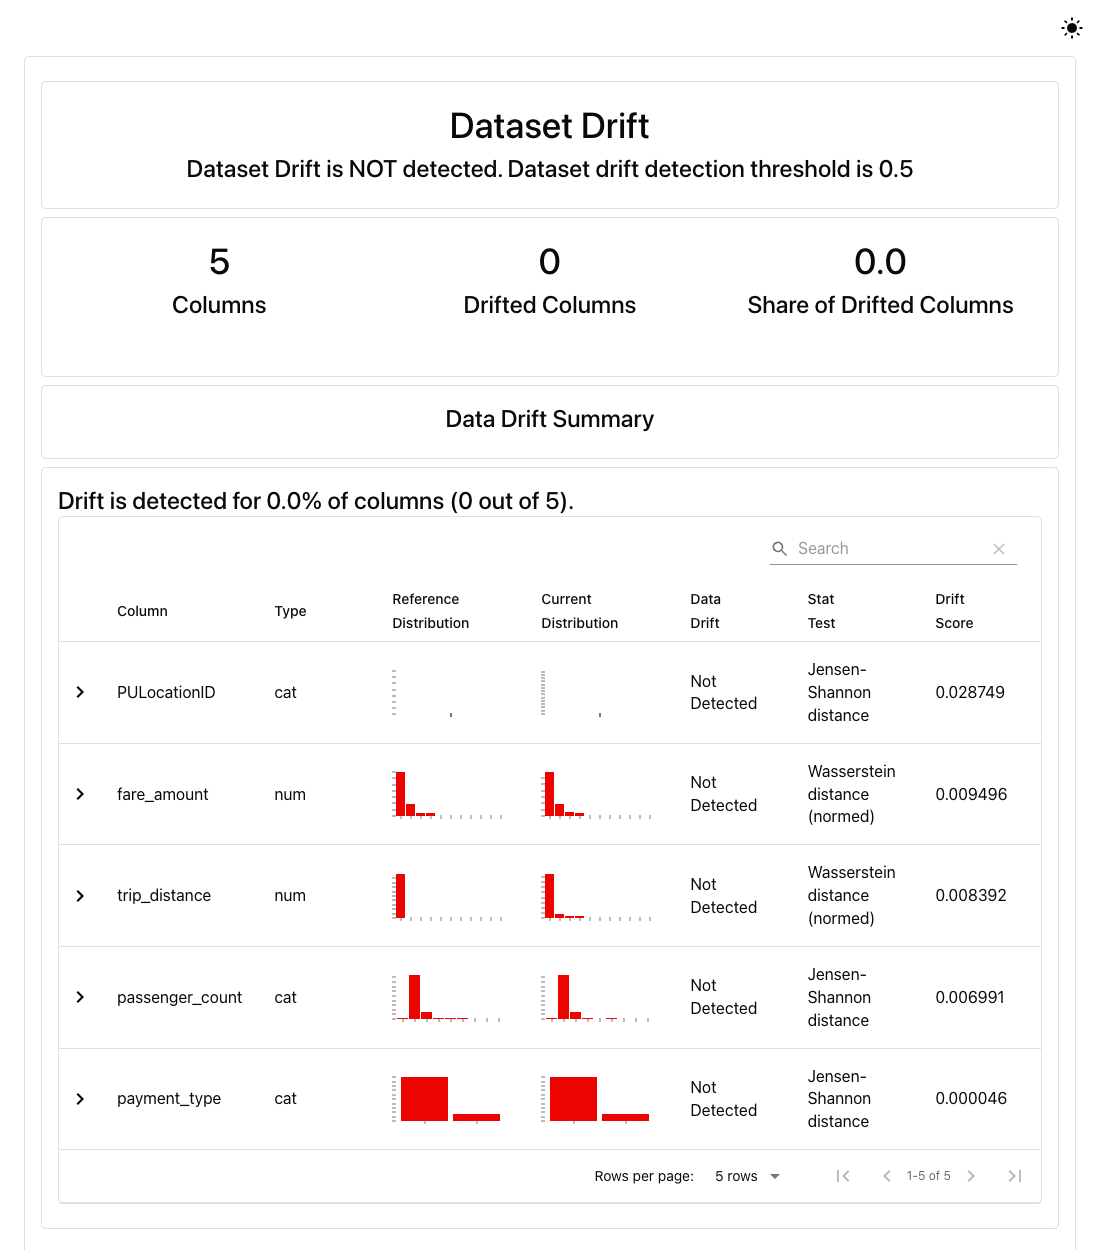 Dataset Drift
Dataset Drift is NOT detected. Dataset drift detection threshold is 0.5
5
Columns
0
Drifted Columns
0.0
Share of Drifted Columns
Data Drift Summary
Drift is detected for 0.0% of columns (0 out of 5).
Search
Column
Type
Reference
Distribution
Current
Distribution
Data
Drift
Stat
Test
Drift
Score
PULocationID
cat
Not
Detected
Jensen-
Shannon
distance
0.028749
fare_amount
num
Not
Detected
Wasserstein
distance
(normed)
0.009496
trip_distance
num
Not
Detected
Wasserstein
distance
(normed)
0.008392
passenger_count
cat
Not
Detected
Jensen-
Shannon
distance
0.006991
payment_type
cat
Not
Detected
Jensen-
Shannon
distance
0.000046
Rows per page: 5 rows 1-5 of 5